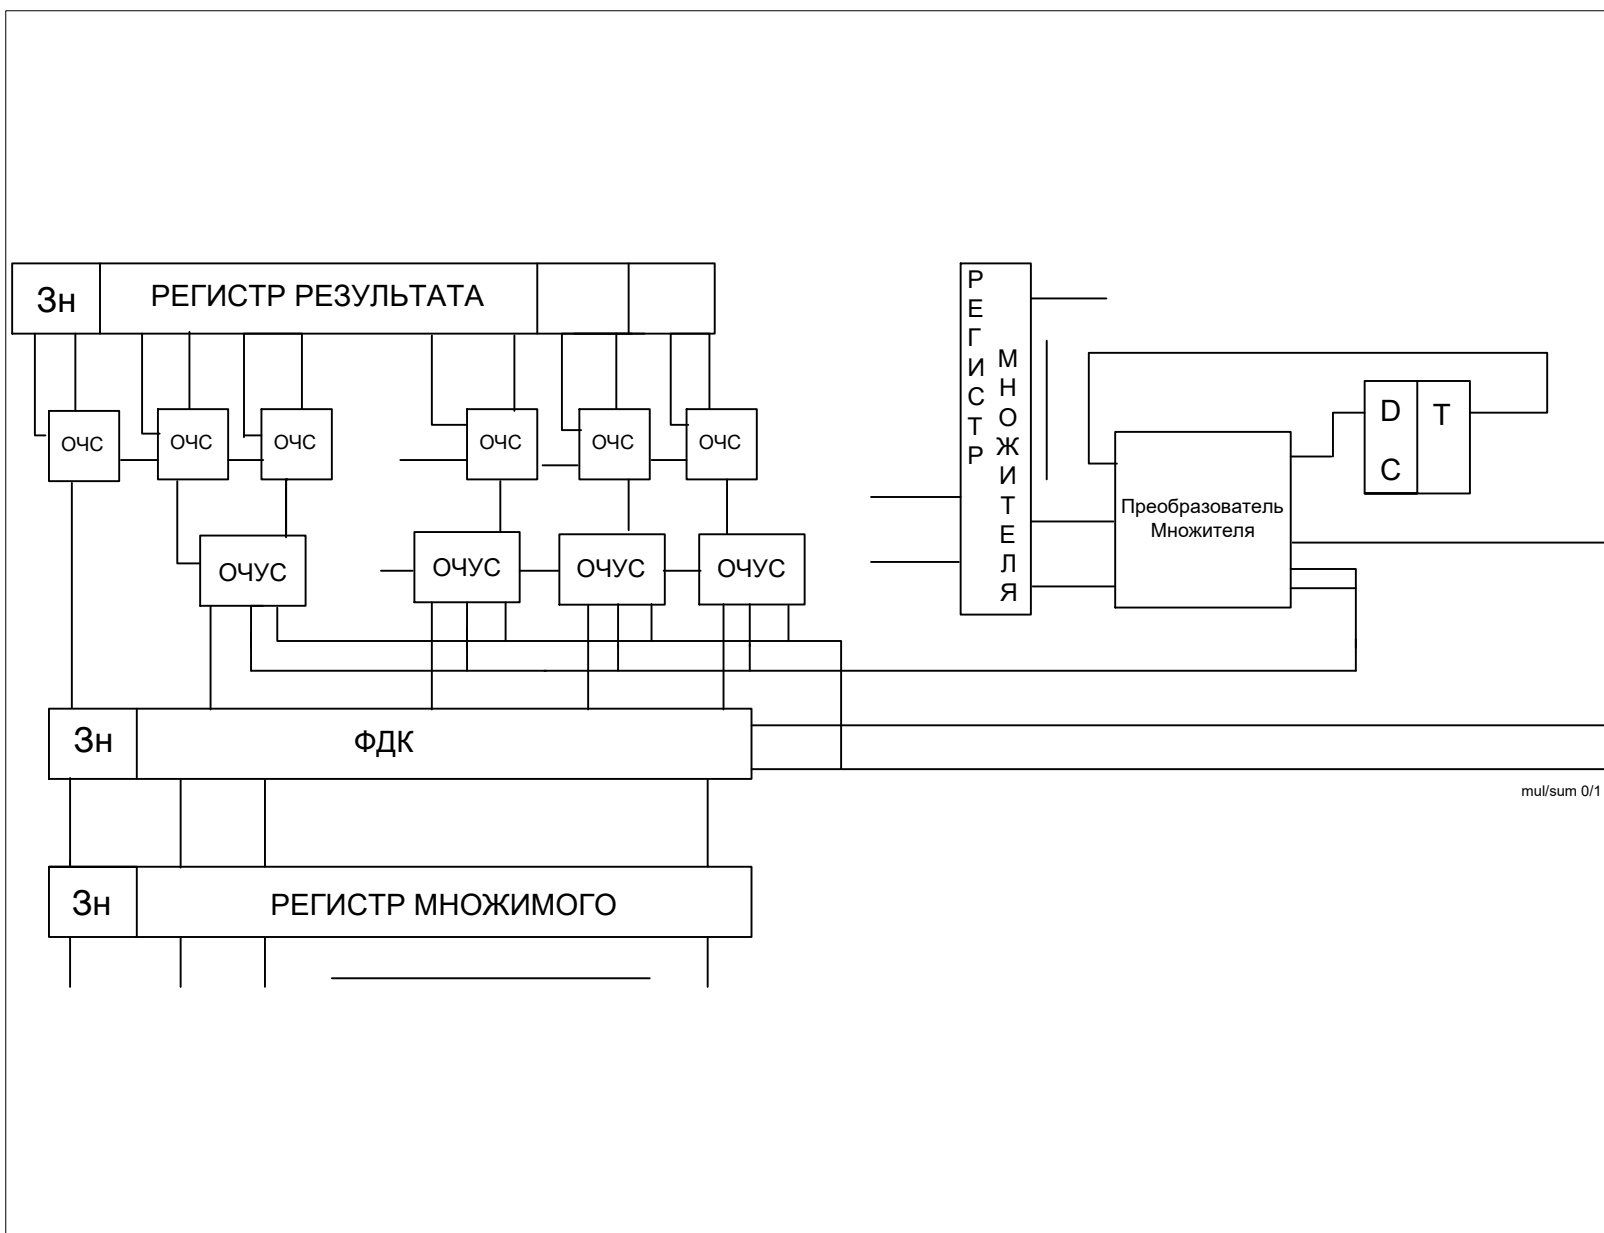 Зн
РЕГИСТР РЕЗУЛЬТАТА
РЕГИСТР
МНОЖИТЕЛЯ
D
T
C
ОЧС
ОЧС
ОЧС
ОЧС
ОЧС
ОЧС
Преобразователь
Множителя
ОЧУС
ОЧУС
ОЧУС
ОЧУС
Зн
ФДК
mul/sum 0/1
Зн
РЕГИСТР МНОЖИМОГО